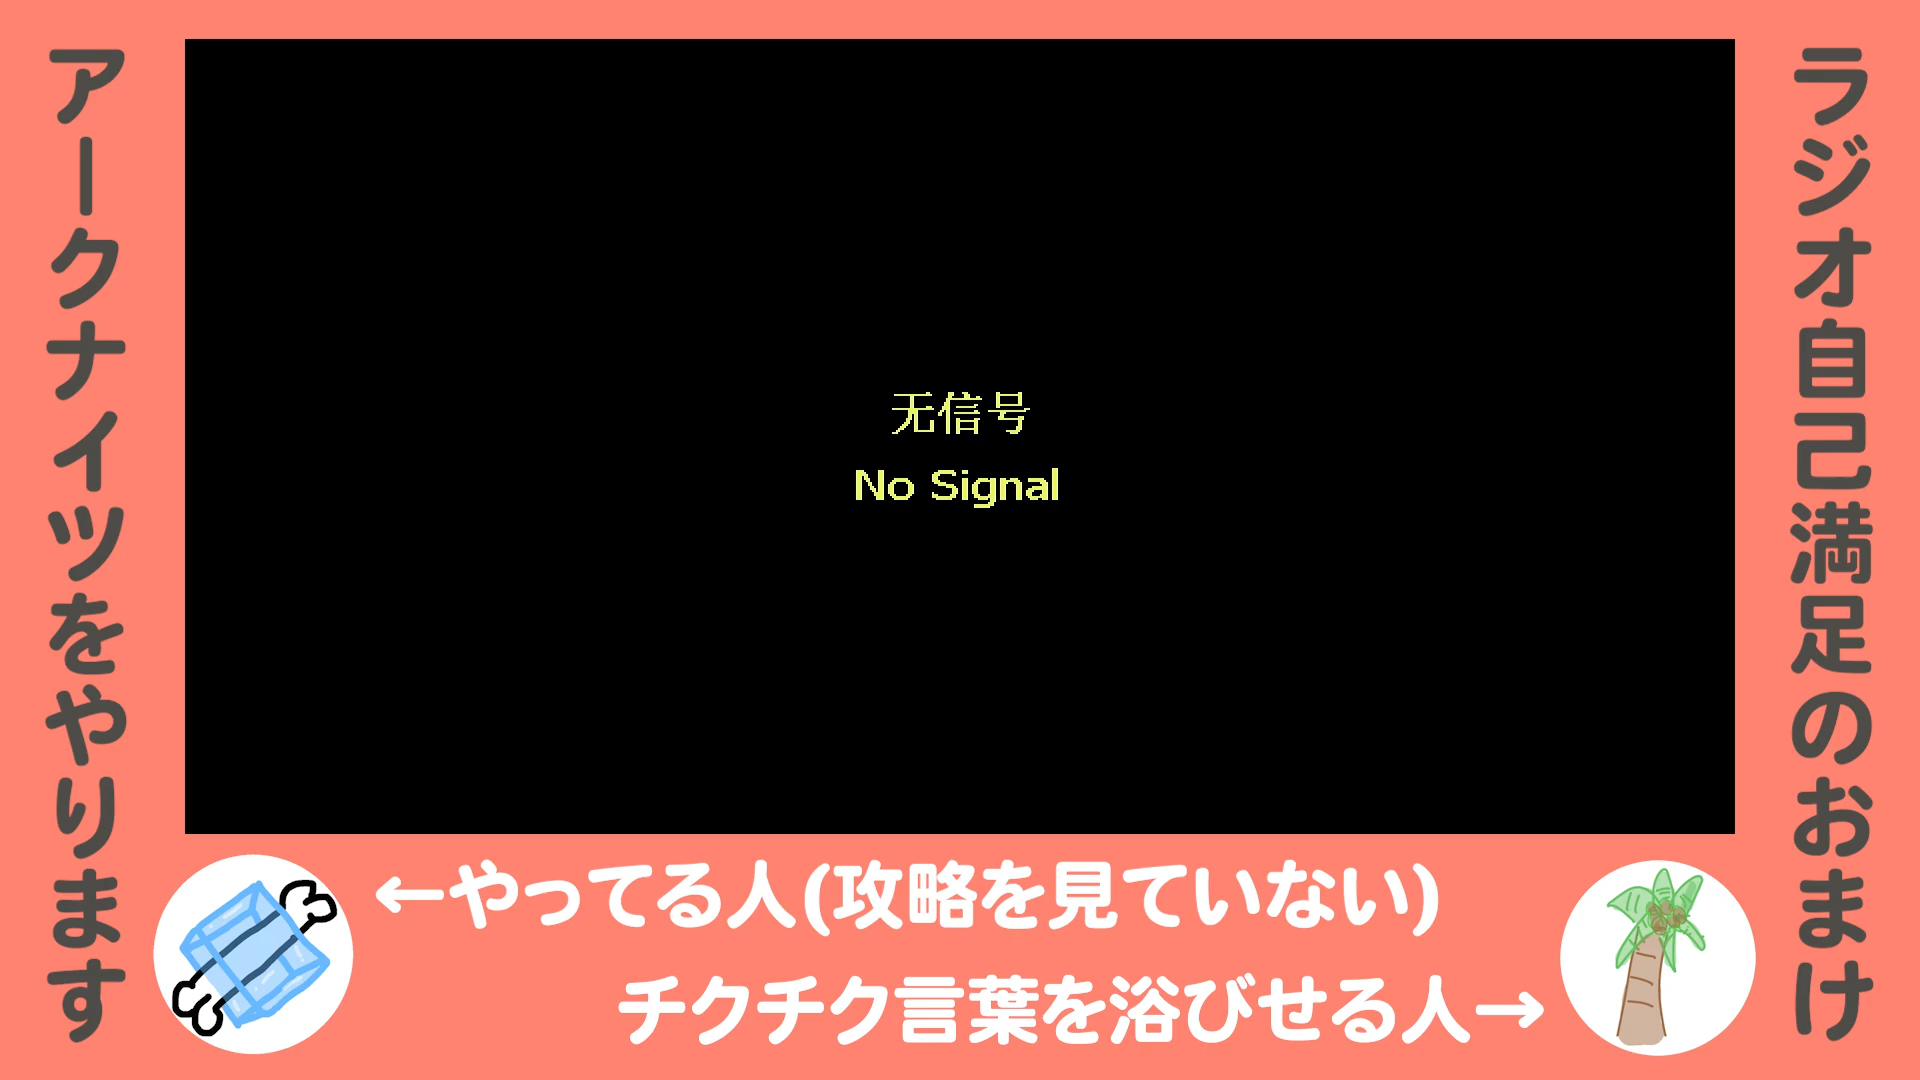 ラジオ自己満足のおまけ
アークナイツをやります
无信号
No Signal
←やってる人(攻略を見ていない)
チクチク言葉を浴びせる人→